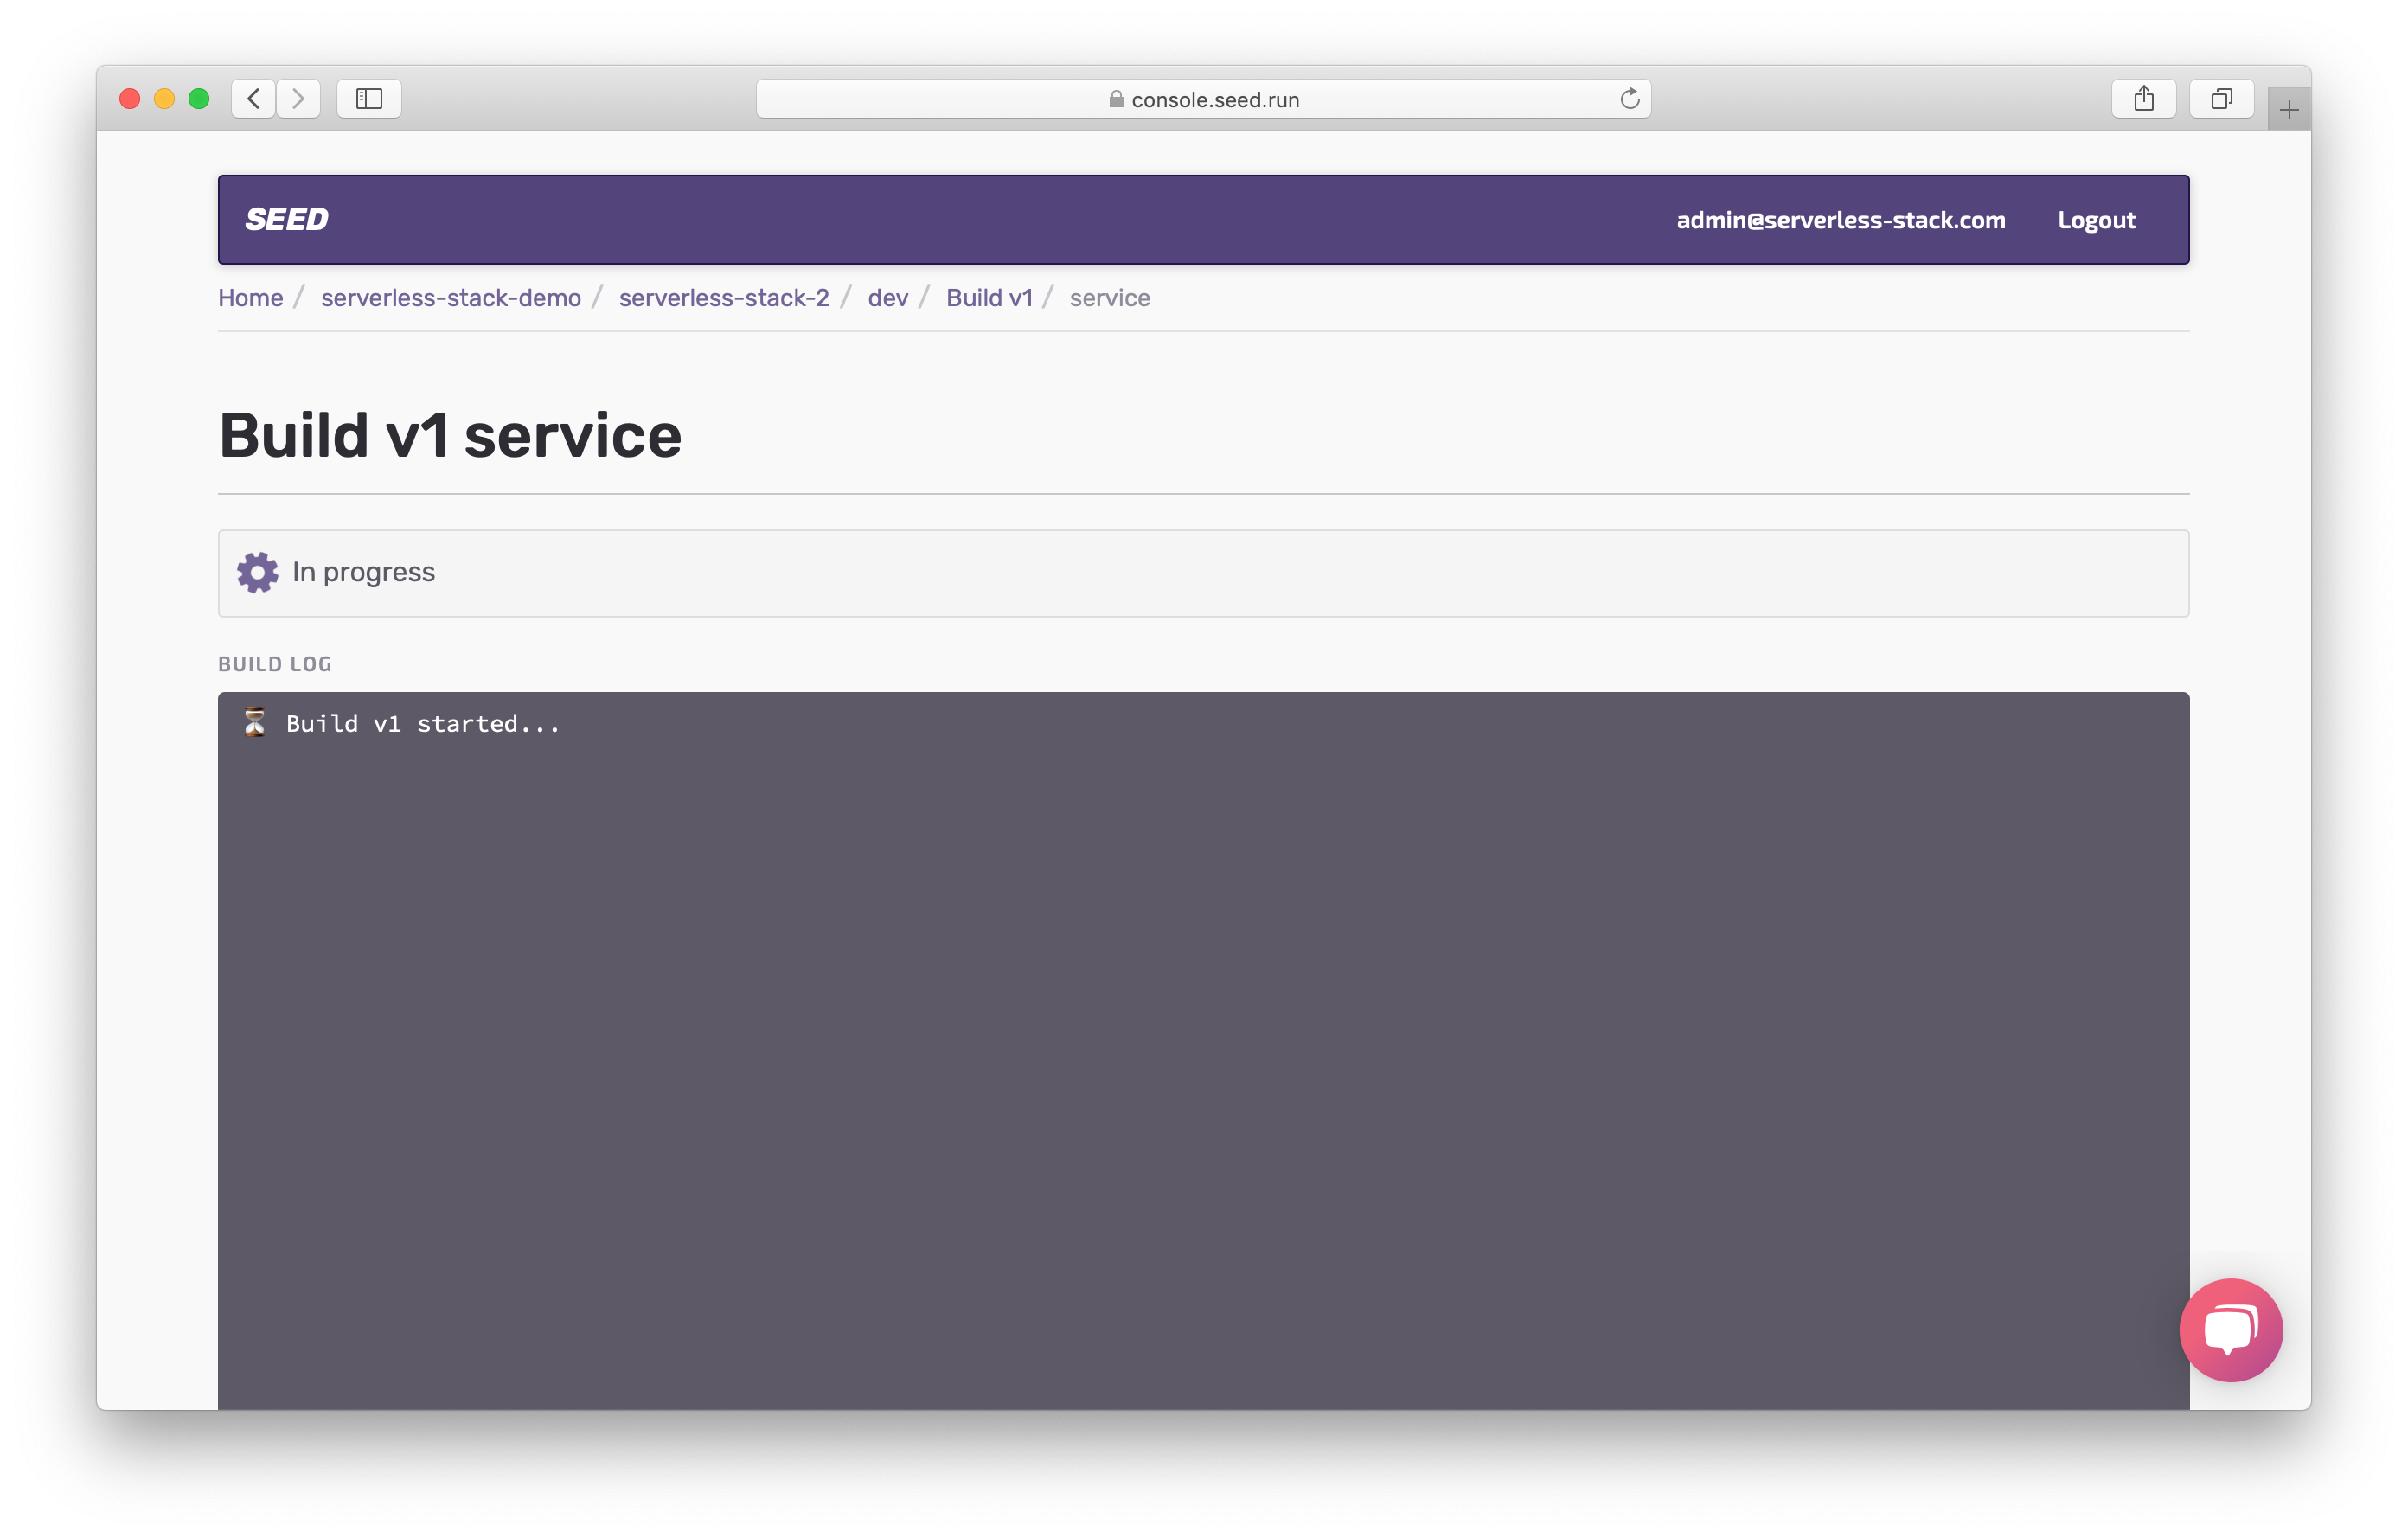 console.seed.run
SEED
admin@serverless-stack.com Logout
Home / serverless-stack-demo / serverless-stack-2 / dev / Build v1 / service
Build v1 service
In progress
BUILD LOG
⏳ Build v1 started...